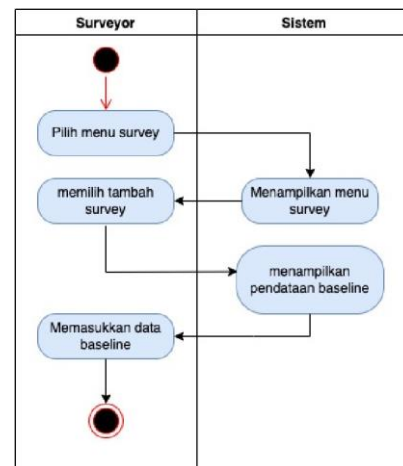 Surveyor
Sistem
Pilih menu survey
memilih tambah
survey
Menampilkan menu
survey
menampilkan
pendataan baseline
Memasukkan data
baseline